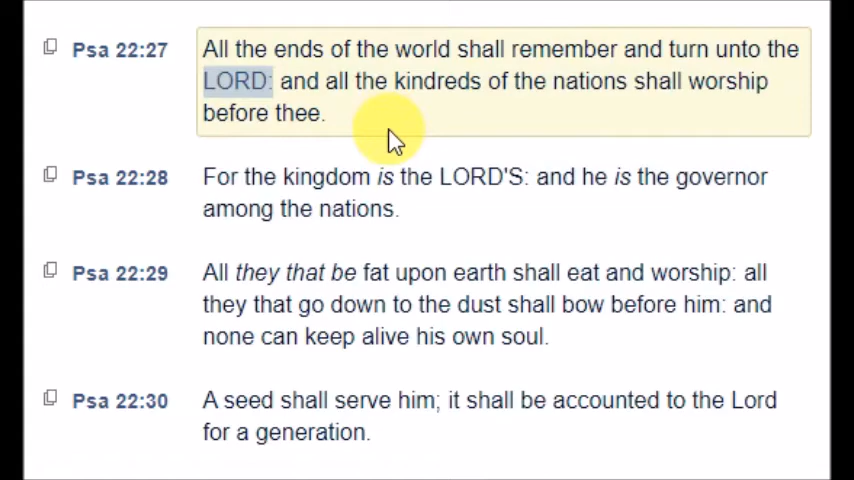 Psa 22:27 All the ends of the world shall remember and turn unto the
LORD: and all the kindreds of the nations shall worship
before thee.
Psa 22:28 For the kingdom is the LORD'S: and he is the governor
among the nations.
Psa 22:29 All they that be fat upon earth shall eat and worship: all
they that go down to the dust shall bow before him: and
none can keep alive his own soul.
Psa 22:30 A seed shall serve him; it shall be accounted to the Lord
for a generation.